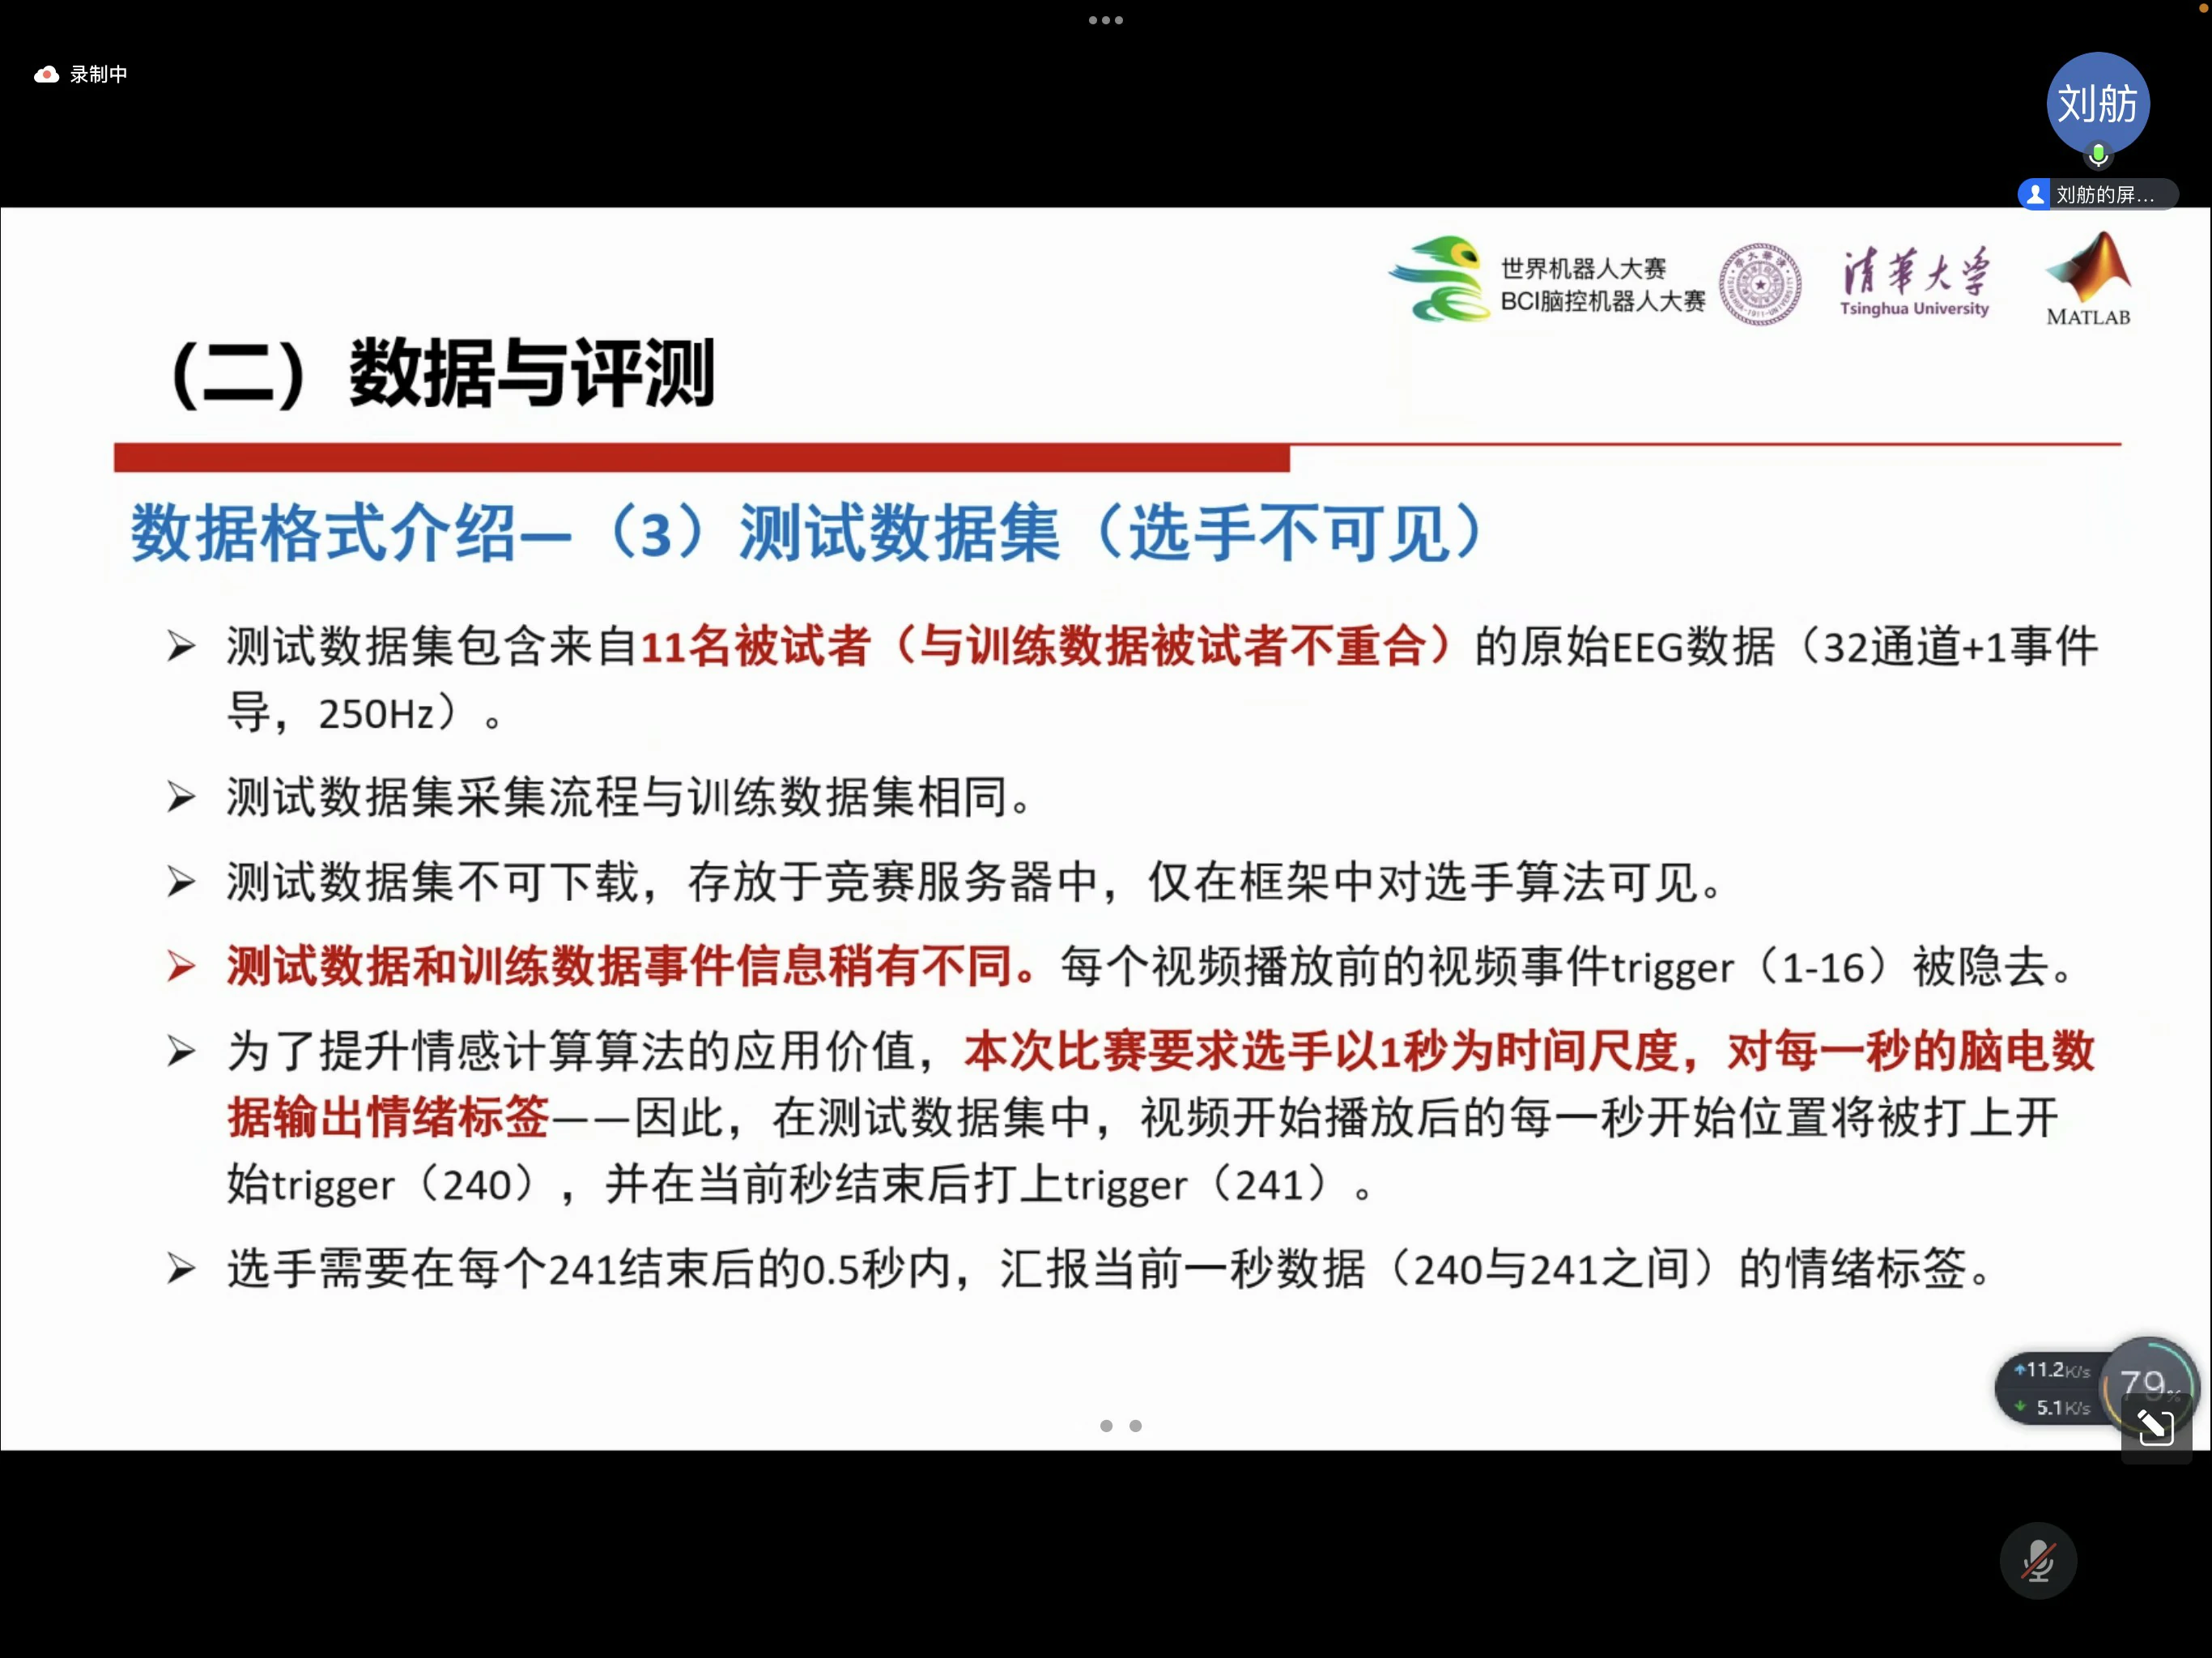 录制中
刘舫
刘舫的屏...
世界机器人大赛
BCI脑控机器人大赛
清华大学
Tsinghua University
MATLAB
（二）数据与评测
数据格式介绍—（3）测试数据集（选手不可见）
➢ 测试数据集包含来自11名被试者（与训练数据被试者不重合）的原始EEG数据（32通道+1事件
导，250Hz）。
➢ 测试数据集采集流程与训练数据集相同。
➢ 测试数据集不可下载，存放于竞赛服务器中，仅在框架中对选手算法可见。
➢ 测试数据和训练数据事件信息稍有不同。每个视频播放前的视频事件trigger（1-16）被隐去。
➢ 为了提升情感计算算法的应用价值，本次比赛要求选手以1秒为时间尺度，对每一秒的脑电数
据输出情绪标签——因此，在测试数据集中，视频开始播放后的每一秒开始位置将被打上开
始trigger（240），并在当前秒结束后打上trigger（241）。
➢ 选手需要在每个241结束后的0.5秒内，汇报当前一秒数据（240与241之间）的情绪标签。
11.2K/s
5.1K/s
79%